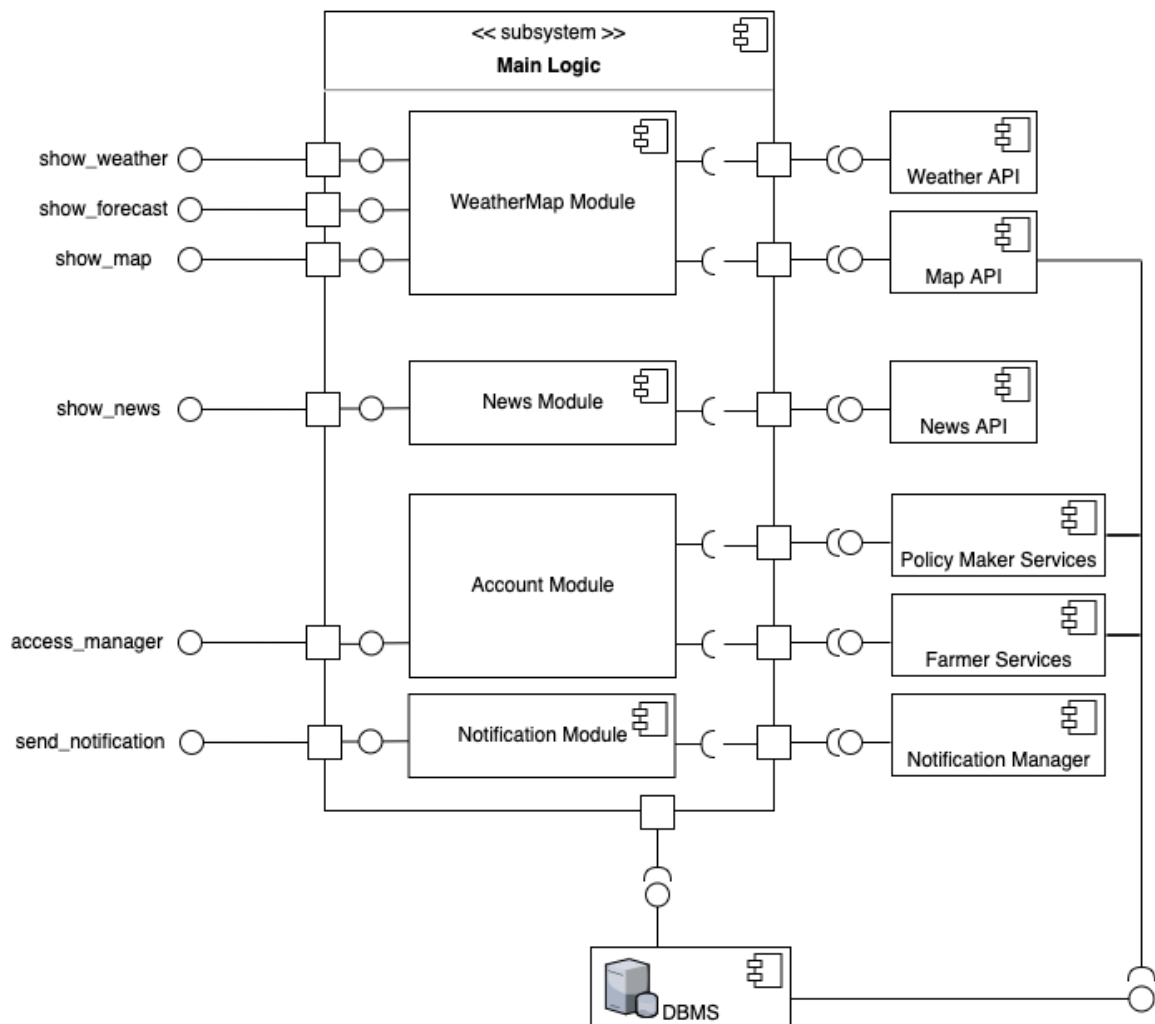 << subsystem >>
Main Logic
show_weather
WeatherMap Module
Weather API
show_forecast
show_map
Map API
show_news
News Module
News API
Account Module
Policy Maker Services
access_manager
Farmer Services
send_notification
Notification Module
Notification Manager
DBMS